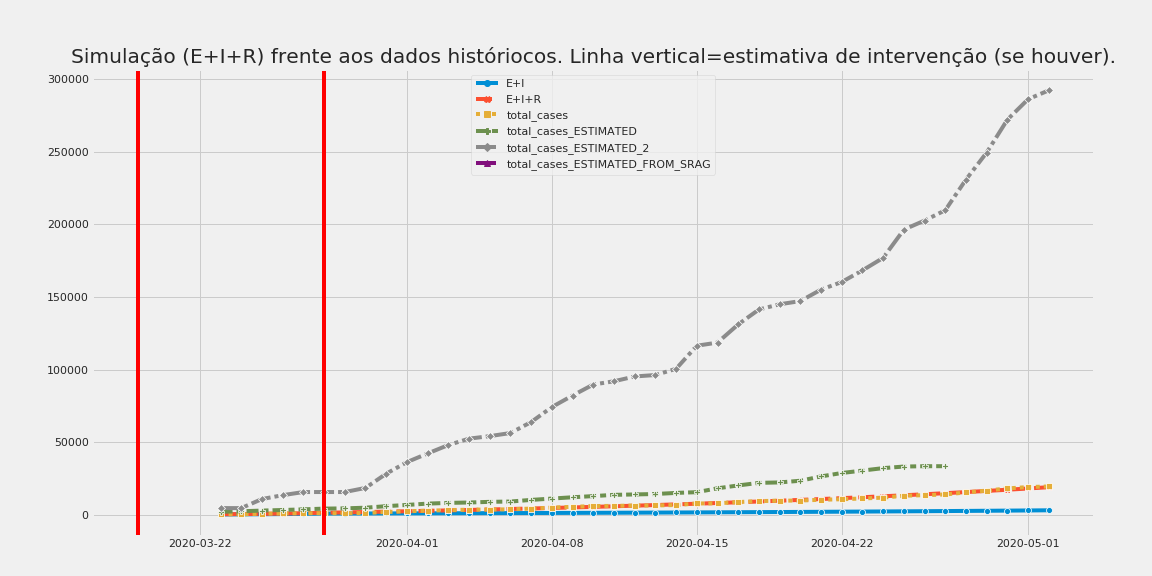 Simulação (E+I+R) frente aos dados históriocos. Linha vertical=estimativa de intervenção (se houver).
300000
250000
200000
150000
100000
50000
0
E+I
E+I+R
total_cases
total_cases_ESTIMATED
total_cases_ESTIMATED_2
total_cases_ESTIMATED_FROM_SRAG
2020-03-22
2020-04-01
2020-04-08
2020-04-15
2020-04-22
2020-05-01